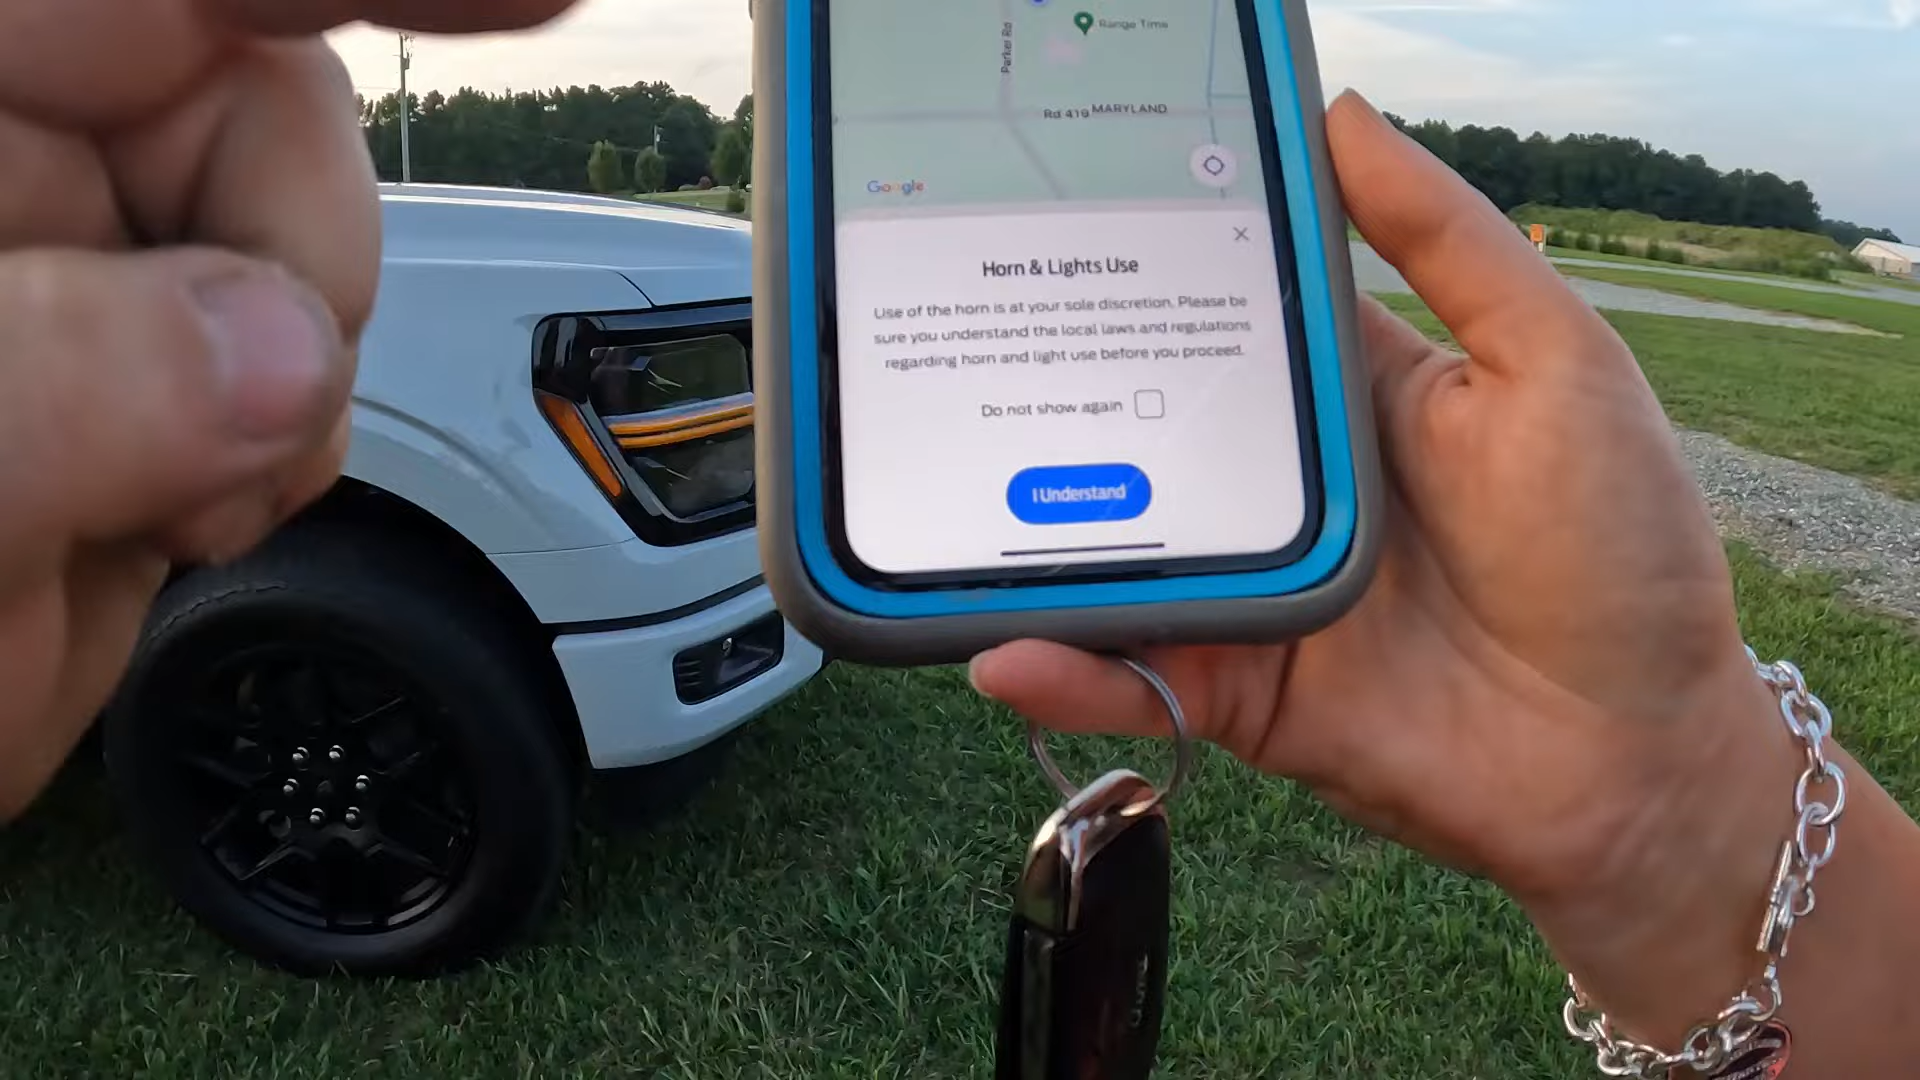 Range Time
Parker Rd
Rd 419
MARYLAND
Google
Horn & Lights Use
Use of the horn is at your sole discretion. Please be
sure you understand the local laws and regulations
regarding horn and light use before you proceed.
Do not show again
I Understand